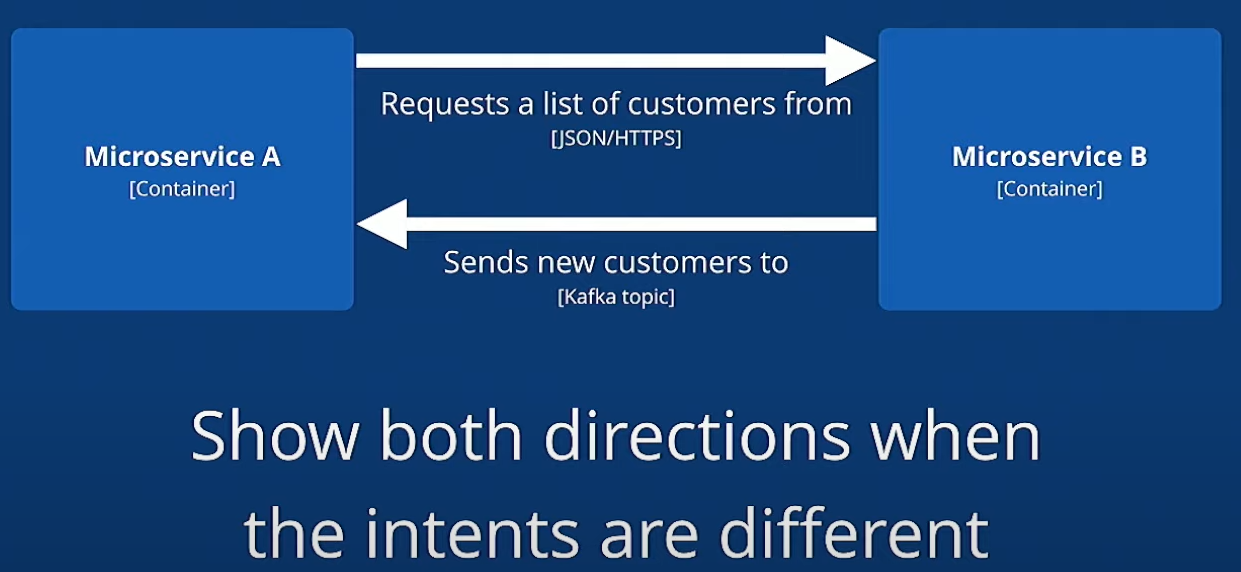 Microservice A
[Container]
Requests a list of customers from
[JSON/HTTPS]
Sends new customers to
[Kafka topic]
Microservice B
[Container]
Show both directions when
the intents are different